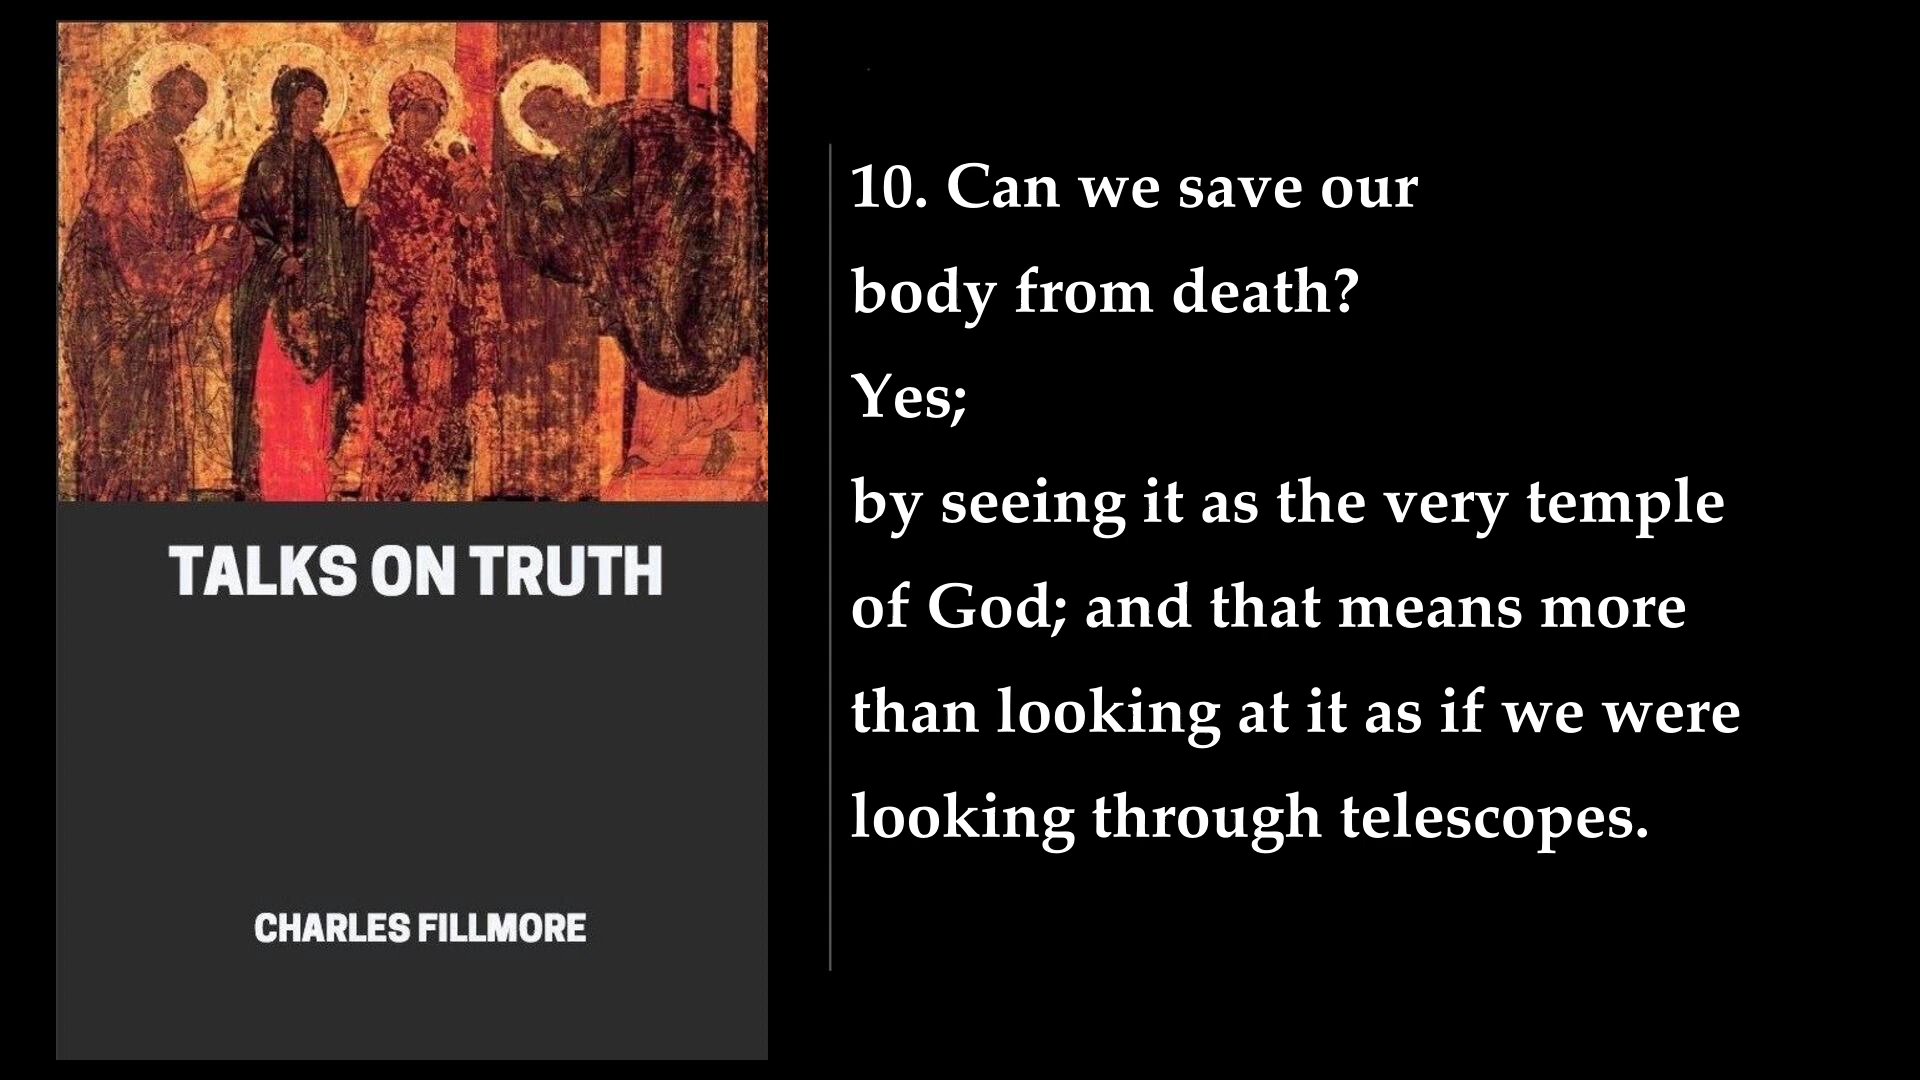 TALKS ON TRUTH
CHARLES FILLMORE
10. Can we save our
body from death?
Yes;
by seeing it as the very temple
of God; and that means more
than looking at it as if we were
looking through telescopes.